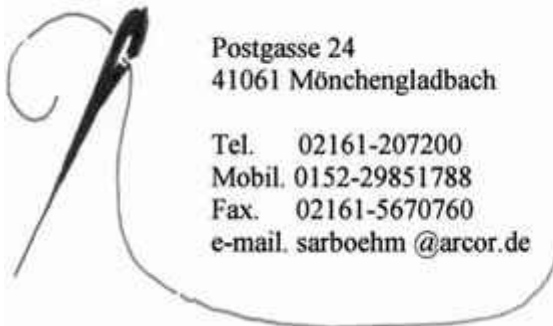 Postgasse 24
41061 Mönchengladbach
Tel. 02161-207200
Mobil. 0152-29851788
Fax. 02161-5670760
e-mail. sarboehm @arcor.de